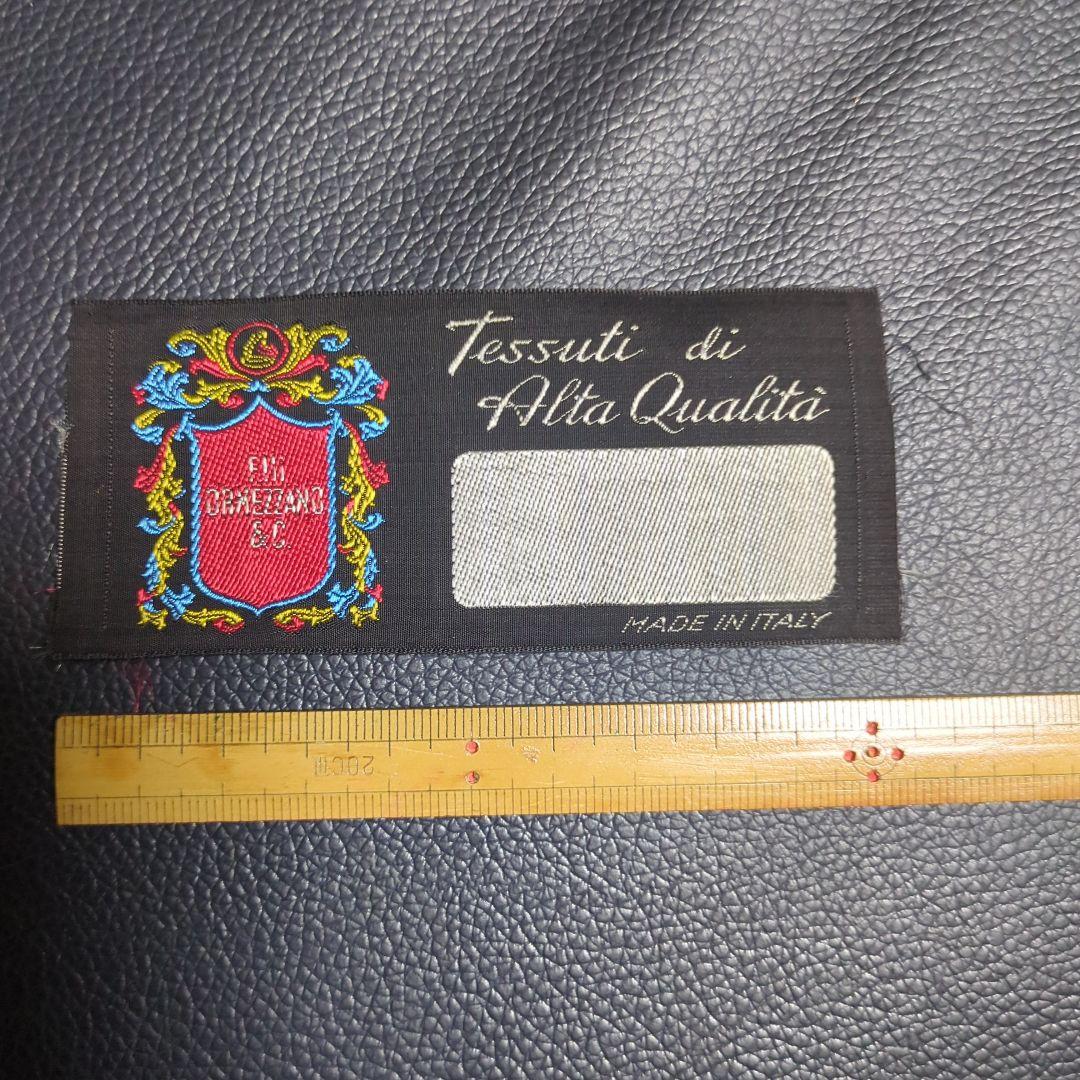 Tessuti di
Alta Qualità
F.lli
ORMEZZANO
& C.
MADE IN ITALY
20CM